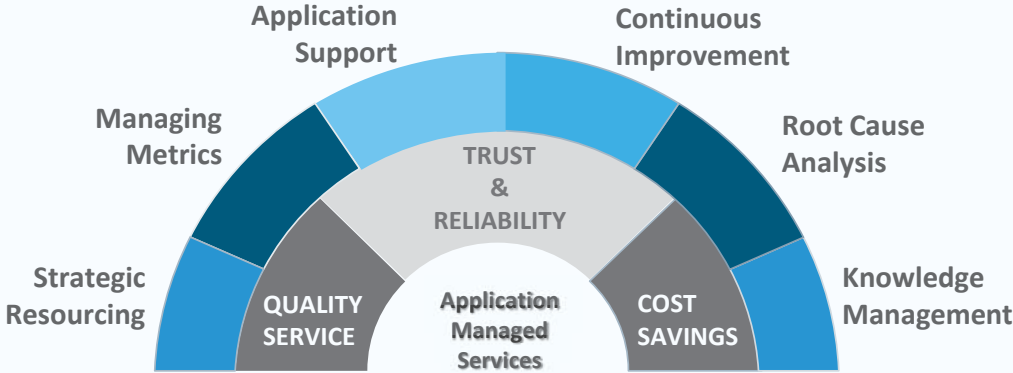 Application
Support
Continuous
Improvement
Managing
Metrics
Root Cause
Analysis
TRUST
&
RELIABILITY
Strategic
Resourcing
QUALITY
SERVICE
Application
Managed
Services
COST
SAVINGS
Knowledge
Management